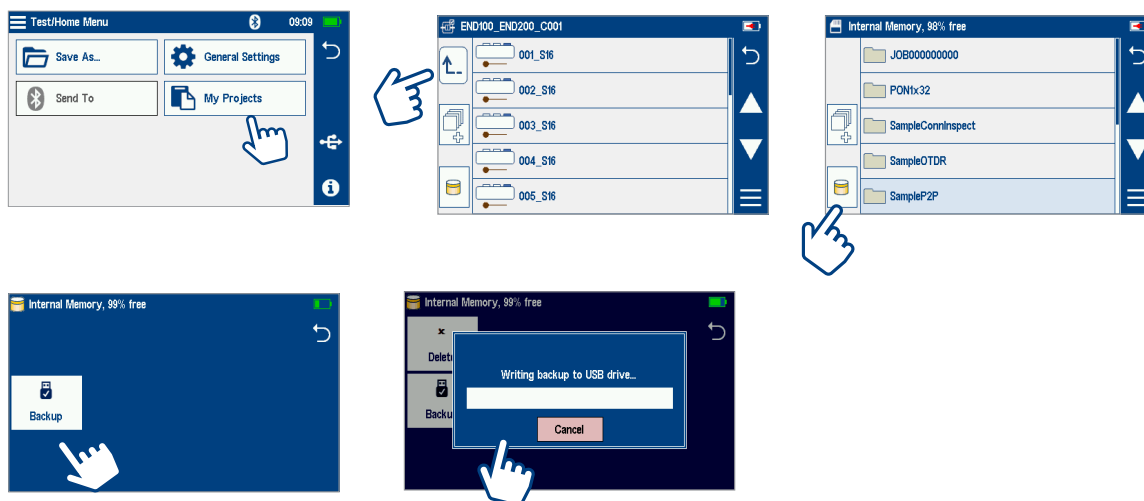 Test/Home Menu
09:09
Save As...
General Settings
Send To
My Projects
END100_END200_C001
001_S16
002_S16
003_S16
004_S16
005_S16
Internal Memory, 98% free
JOB000000000
PON1x32
SampleConnInspect
SampleOTDR
SampleP2P
Internal Memory, 99% free
Backup
Internal Memory, 99% free
Writing backup to USB drive...
Cancel